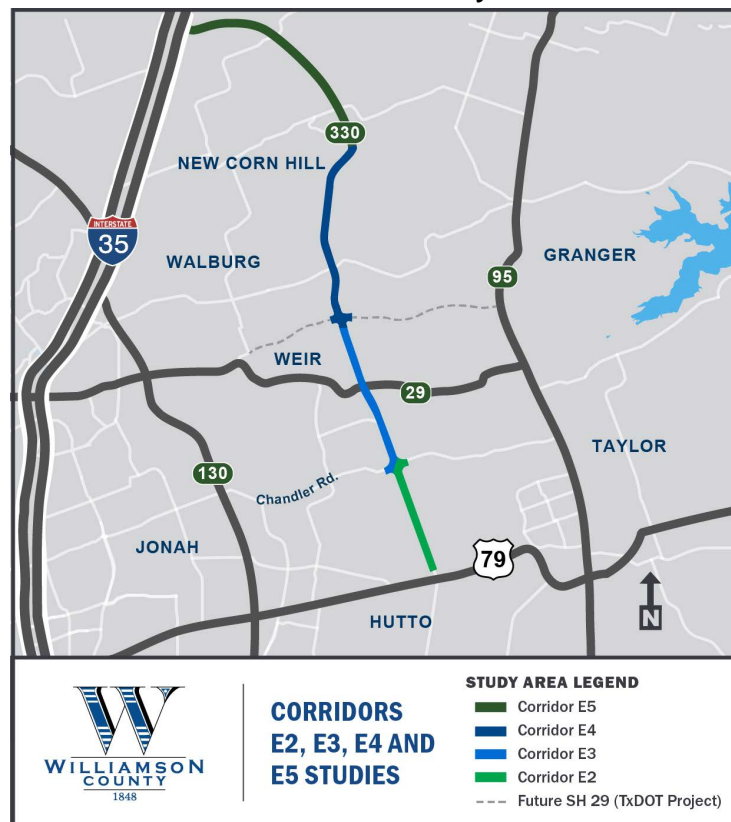 330
NEW CORN HILL
INTERSTATE
35
WALBURG
GRANGER
95
WEIR
29
TAYLOR
130
Chandler Rd.
JONAH
79
HUTTO
N
W
WILLIAMSON
COUNTY
1848
CORRIDORS
E2, E3, E4 AND
E5 STUDIES
STUDY AREA LEGEND
Corridor E5
Corridor E4
Corridor E3
Corridor E2
Future SH 29 (TxDOT Project)